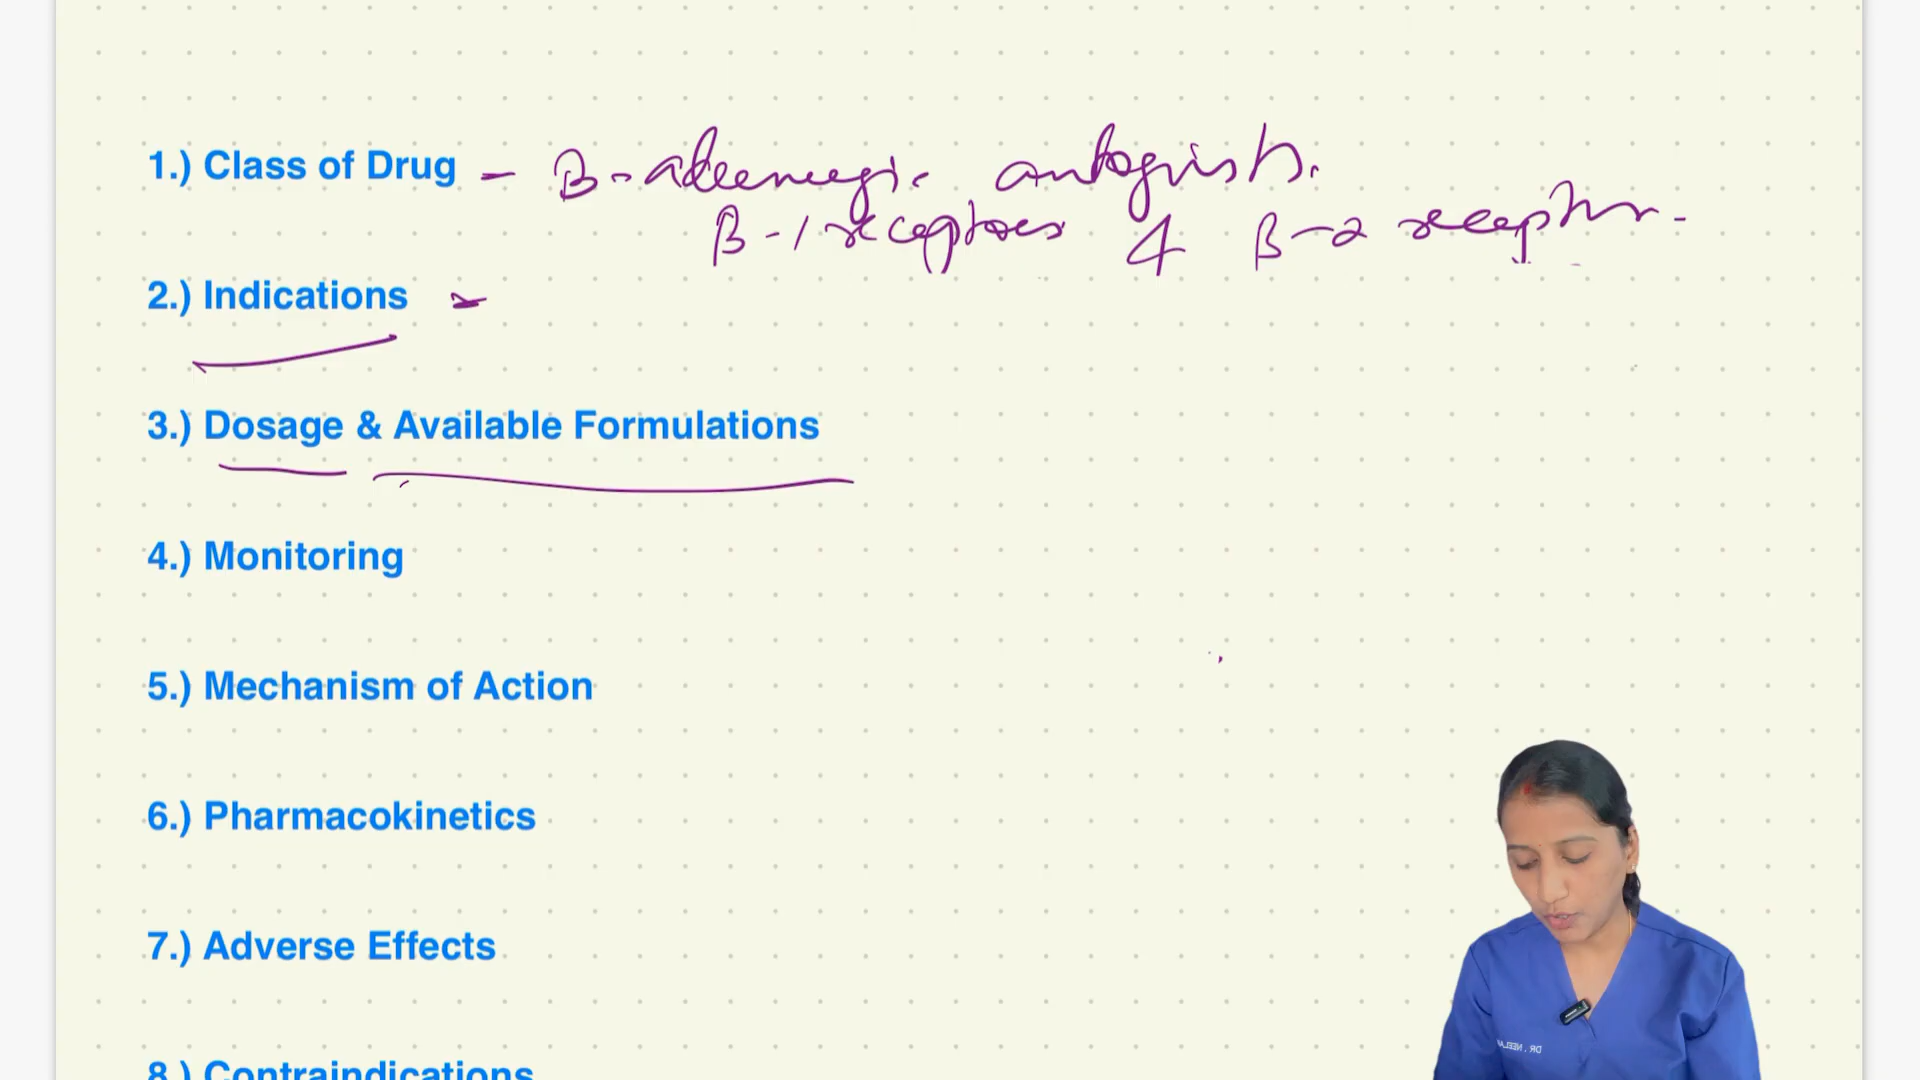 1.) Class of Drug - β-adrenergic antagonists.
β-1 receptors & β-2 receptor.
2.) Indications -
3.) Dosage & Available Formulations
4.) Monitoring
5.) Mechanism of Action
6.) Pharmacokinetics
7.) Adverse Effects
8.) Contraindications